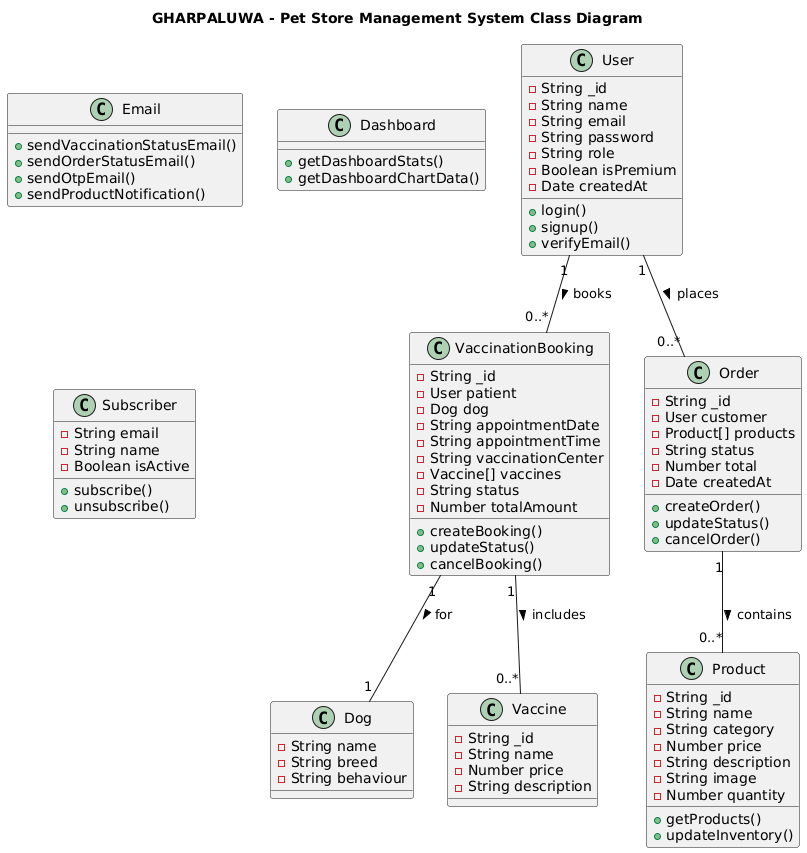 GHARPALUWA - Pet Store Management System Class Diagram
C User
String _id
String name
String email
String password
String role
Boolean isPremium
Date createdAt
login()
signup()
verifyEmail()
C Email
sendVaccinationStatusEmail()
sendOrderStatusEmail()
sendOtpEmail()
sendProductNotification()
C Dashboard
getDashboardStats()
getDashboardChartData()
1
books
0..*
1
places
0..*
C Subscriber
String email
String name
Boolean isActive
subscribe()
unsubscribe()
C VaccinationBooking
String _id
User patient
Dog dog
String appointmentDate
String appointmentTime
String vaccinationCenter
Vaccine[] vaccines
String status
Number totalAmount
createBooking()
updateStatus()
cancelBooking()
C Order
String _id
User customer
Product[] products
String status
Number total
Date createdAt
createOrder()
updateStatus()
cancelOrder()
1
for
1
1
includes
0..*
1
contains
0..*
C Dog
String name
String breed
String behaviour
C Vaccine
String _id
String name
Number price
String description
C Product
String _id
String name
String category
Number price
String description
String image
Number quantity
getProducts()
updateInventory()